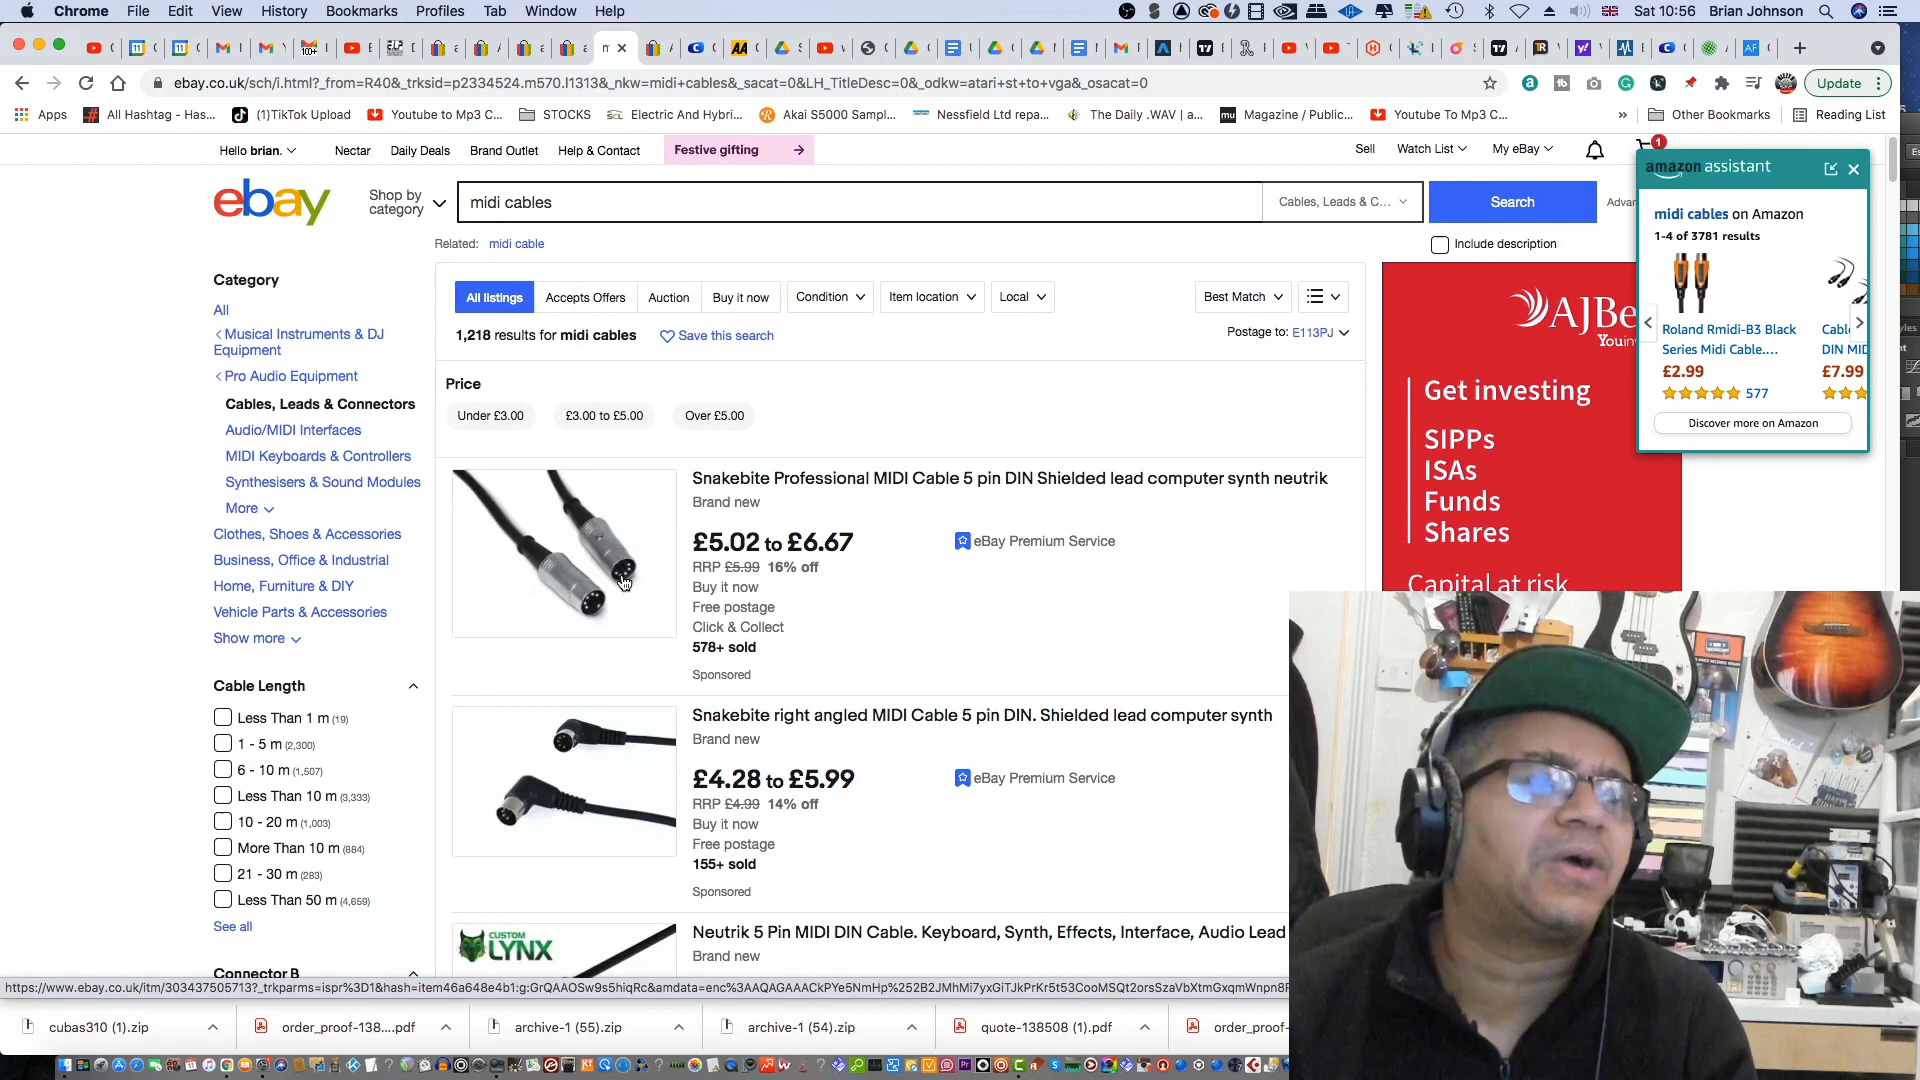 Chrome File Edit View History Bookmarks Profiles Tab Window Help Sat 10:56 Brian Johnson
ebay.co.uk/sch/i.html?_from=R40&_trksid=p2334524.m570.l1313&_nkw=midi+cables&_sacat=0&LH_TitleDesc=0&_odkw=atari+st+to+vga&_osacat=0 Update
Apps All Hashtag - Has... (1)TikTok Upload Youtube to Mp3 C... STOCKS Electric And Hybri... Akai S5000 Sampl... Nessfield Ltd repa... The Daily .WAV | a... Magazine / Public... Youtube To Mp3 C... » Other Bookmarks Reading List
Hello brian. Nectar Daily Deals Brand Outlet Help & Contact Festive gifting → Sell Watch List My eBay 1
ebay Shop by category midi cables Cables, Leads & C... Search
Related: midi cable Include description
Category
All
Musical Instruments & DJ
Equipment
Pro Audio Equipment
Cables, Leads & Connectors
Audio/MIDI Interfaces
MIDI Keyboards & Controllers
Synthesisers & Sound Modules
More
Clothes, Shoes & Accessories
Business, Office & Industrial
Home, Furniture & DIY
Vehicle Parts & Accessories
Show more
Cable Length
Less Than 1 m (19)
1 - 5 m (2,300)
6 - 10 m (1,507)
Less Than 10 m (3,333)
10 - 20 m (1,003)
More Than 10 m (884)
21 - 30 m (283)
Less Than 50 m (4,659)
See all
Connector B
All listings Accepts Offers Auction Buy it now Condition Item location Local Best Match
1,218 results for midi cables Save this search Postage to: E113PJ
Price
Under £3.00 £3.00 to £5.00 Over £5.00
Snakebite Professional MIDI Cable 5 pin DIN Shielded lead computer synth neutrik
Brand new
£5.02 to £6.67 eBay Premium Service
RRP £5.99 16% off
Buy it now
Free postage
Click & Collect
578+ sold
Sponsored
Snakebite right angled MIDI Cable 5 pin DIN. Shielded lead computer synth
Brand new
£4.28 to £5.99 eBay Premium Service
RRP £4.99 14% off
Buy it now
Free postage
155+ sold
Sponsored
CUSTOM
LYNX
Neutrik 5 Pin MIDI DIN Cable. Keyboard, Synth, Effects, Interface, Audio Lead
Brand new
AJBe
Youin
Get investing
SIPPs
ISAs
Funds
Shares
Capital at risk.
amazon assistant
midi cables on Amazon
1-4 of 3781 results
Roland Rmidi-B3 Black
Series Midi Cable....
£2.99
577
Cabl
DIN MID
£7.99
Discover more on Amazon
cubas310 (1).zip order_proof-138....pdf archive-1 (55).zip archive-1 (54).zip quote-138508 (1).pdf order_proof-